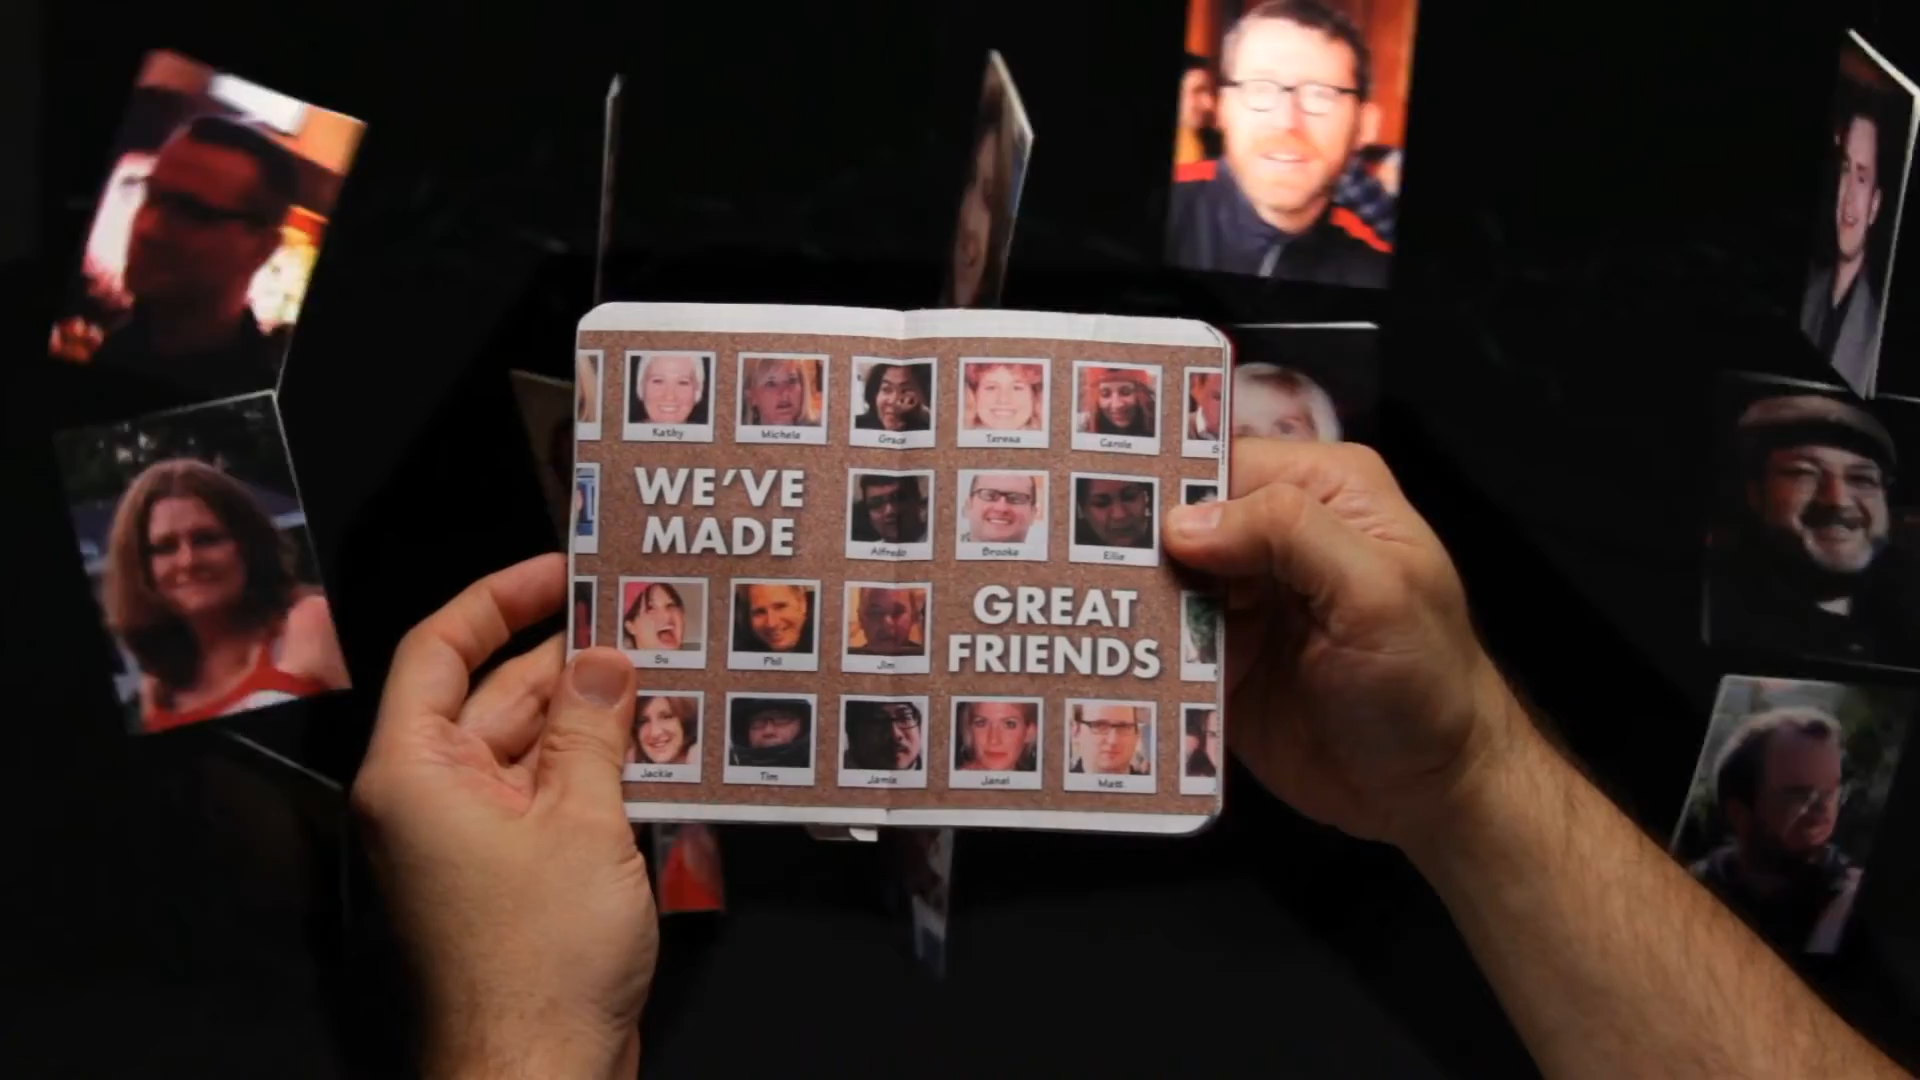 Kathy
Michele
Grace
Teresa
Carole
S
WE'VE
MADE
Alfredo
Brooke
Ellie
Su
Phil
Jim
GREAT
FRIENDS
Jackie
Tim
Jamie
Janel
Matt